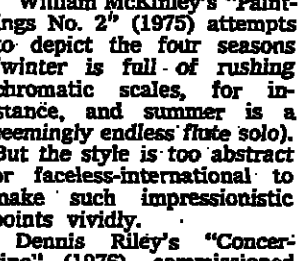 William McKinley's "Paint-
ings No. 2" (1975) attempts
to depict the four seasons
(winter is full of rushing
chromatic scales, for in-
stance, and summer is a
seemingly endless flute solo).
But the style is too abstract
or faceless-international to
make such impressionistic
points vividly.
Dennis Riley's "Concer-
(1976), commissioned